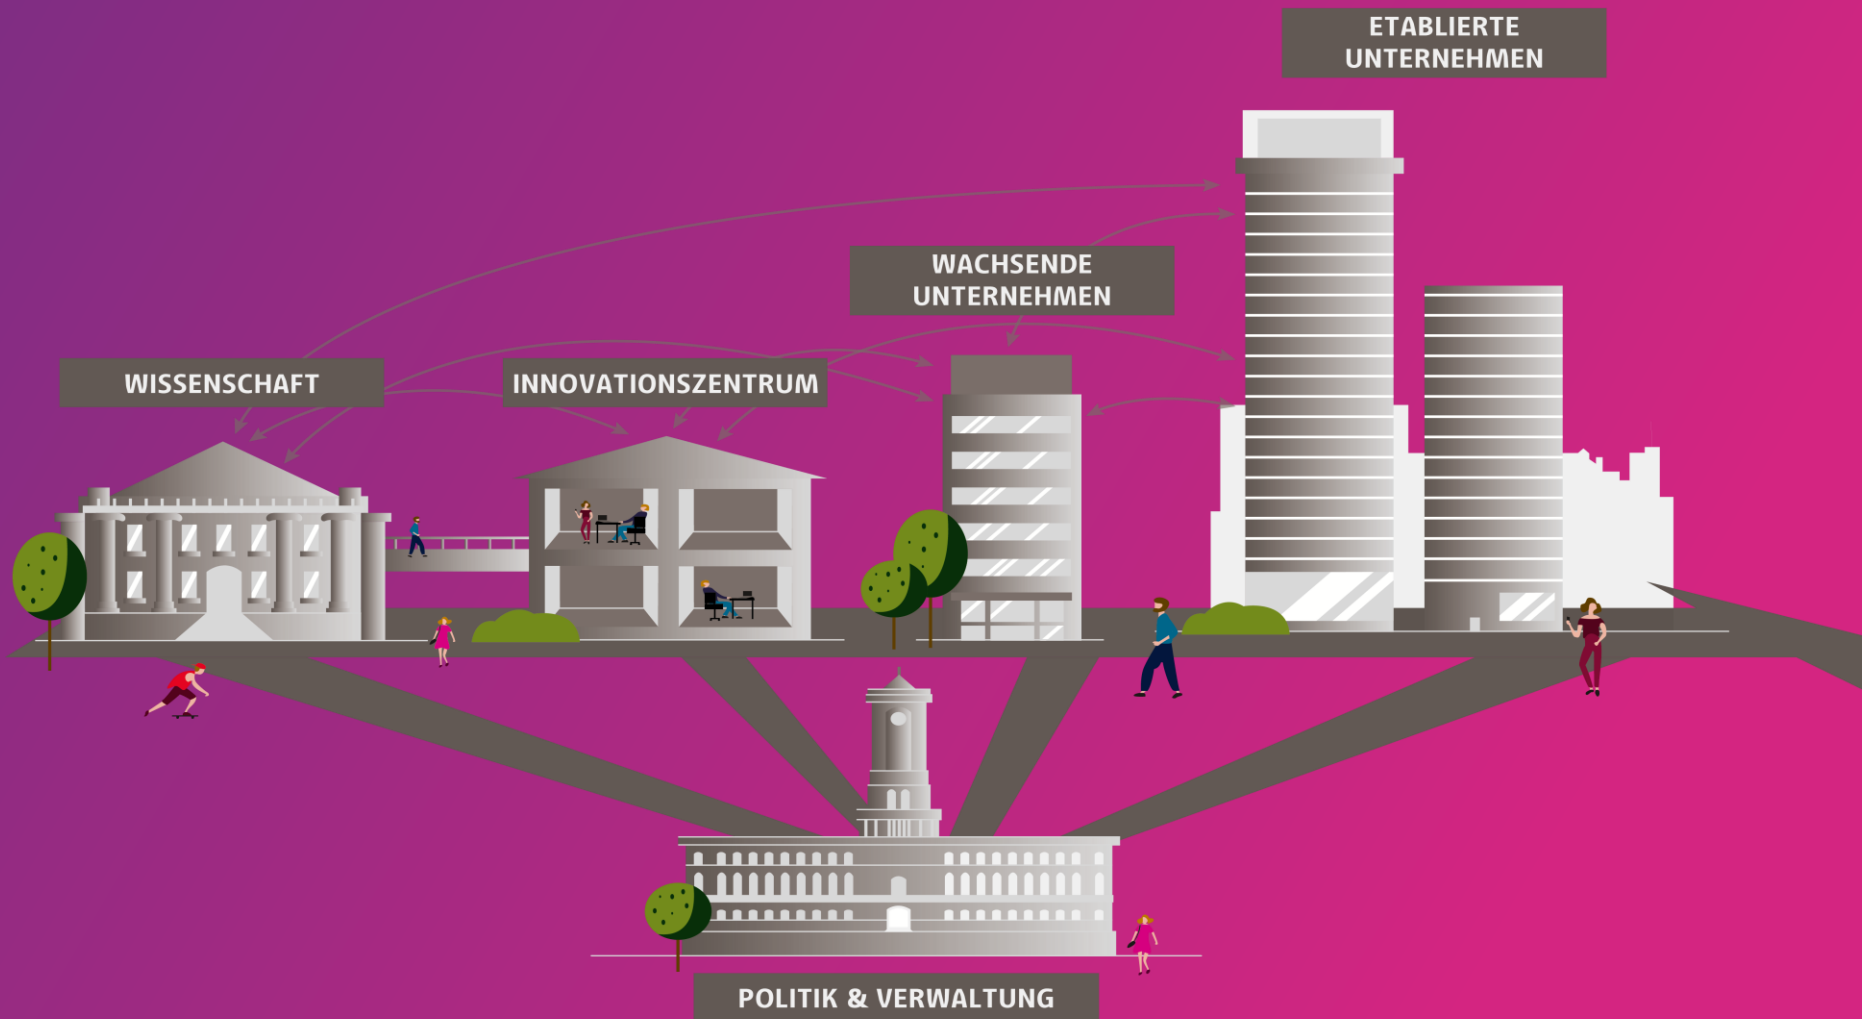 ETABLIERTE
UNTERNEHMEN
WACHSENDE
UNTERNEHMEN
WISSENSCHAFT
INNOVATIONSZENTRUM
POLITIK & VERWALTUNG